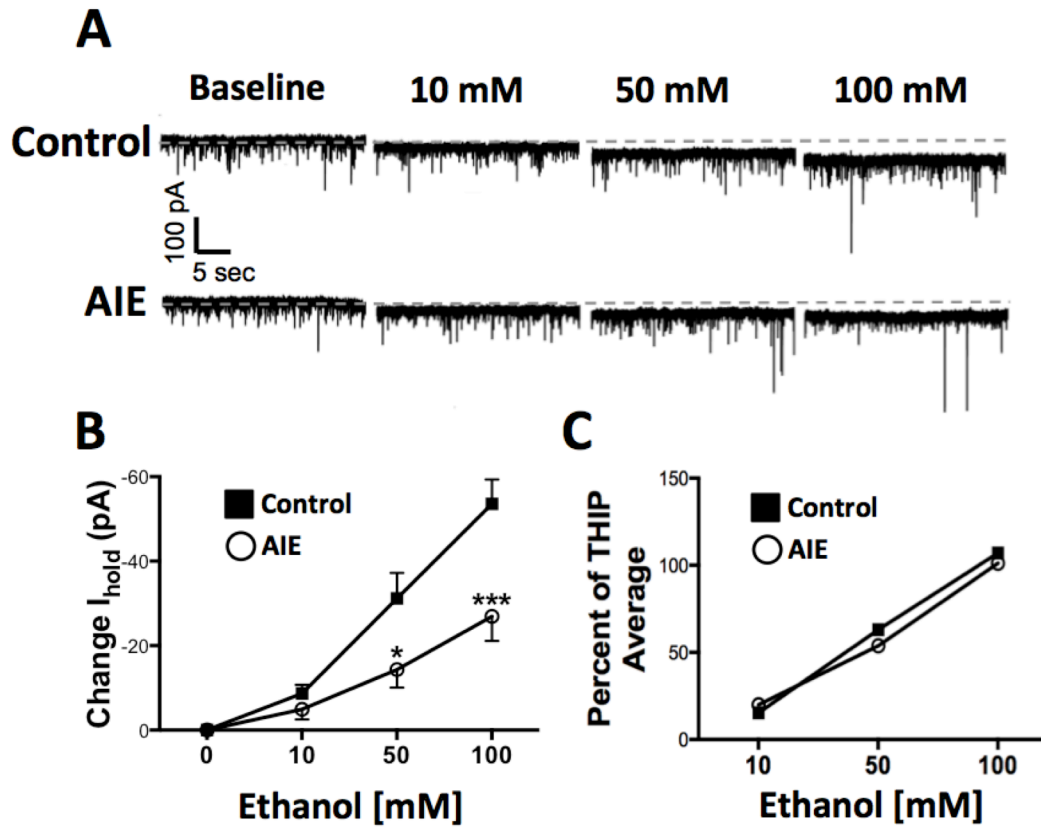 A
Baseline 10 mM 50 mM 100 mM
Control
100 pA
5 sec
AIE
B
Change Ihold (pA)
-60
-40
-20
0
Control
AIE
*
***
0 10 50 100
Ethanol [mM]
C
Percent of THIP
Average
150
100
50
0
Control
AIE
10 50 100
Ethanol [mM]